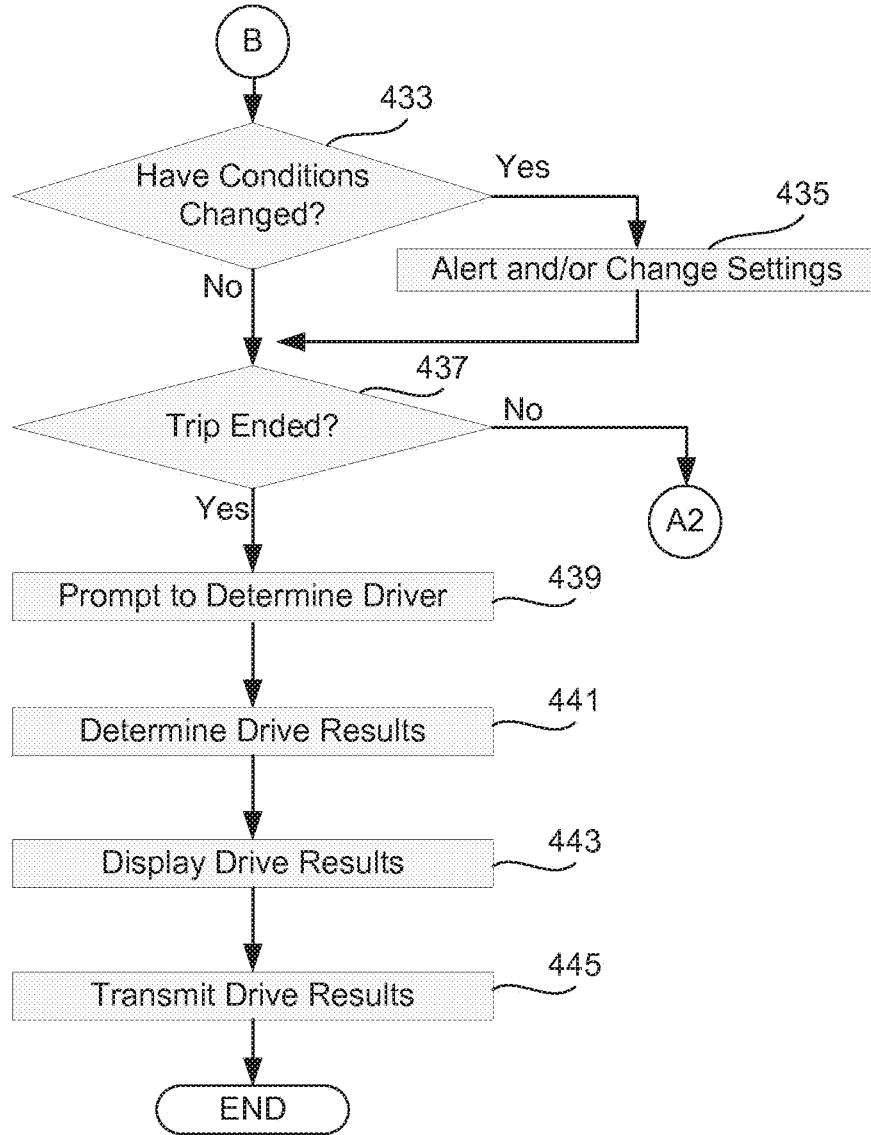 B
433
Have Conditions
Changed?
Yes
435
Alert and/or Change Settings
No
437
Trip Ended?
No
A2
Yes
439
Prompt to Determine Driver
441
Determine Drive Results
443
Display Drive Results
445
Transmit Drive Results
END